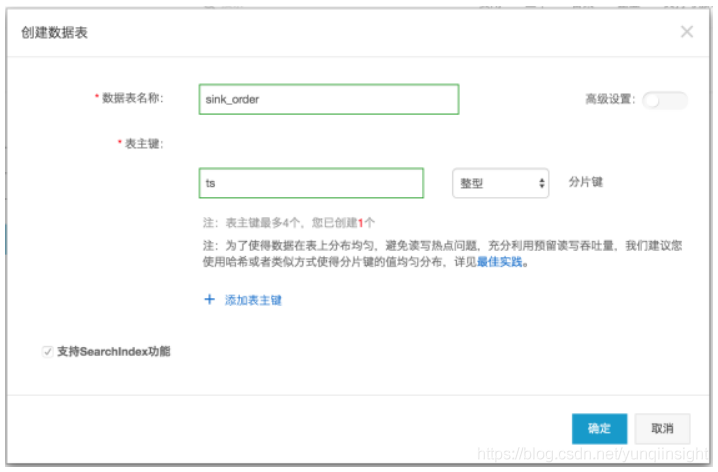 创建数据表
* 数据表名称: sink_order 高级设置:
* 表主键:
ts 整型 分片键
注: 表主键最多4个, 您已创建1个
注: 为了使得数据在表上分布均匀, 避免读写热点问题, 充分利用预留读写吞吐量, 我们建议您
使用哈希或者类似方式使得分片键的值均匀分布, 详见最佳实践。
+ 添加表主键
支持SearchIndex功能
确定 取消
https://blog.csdn.net/yunqiinsight